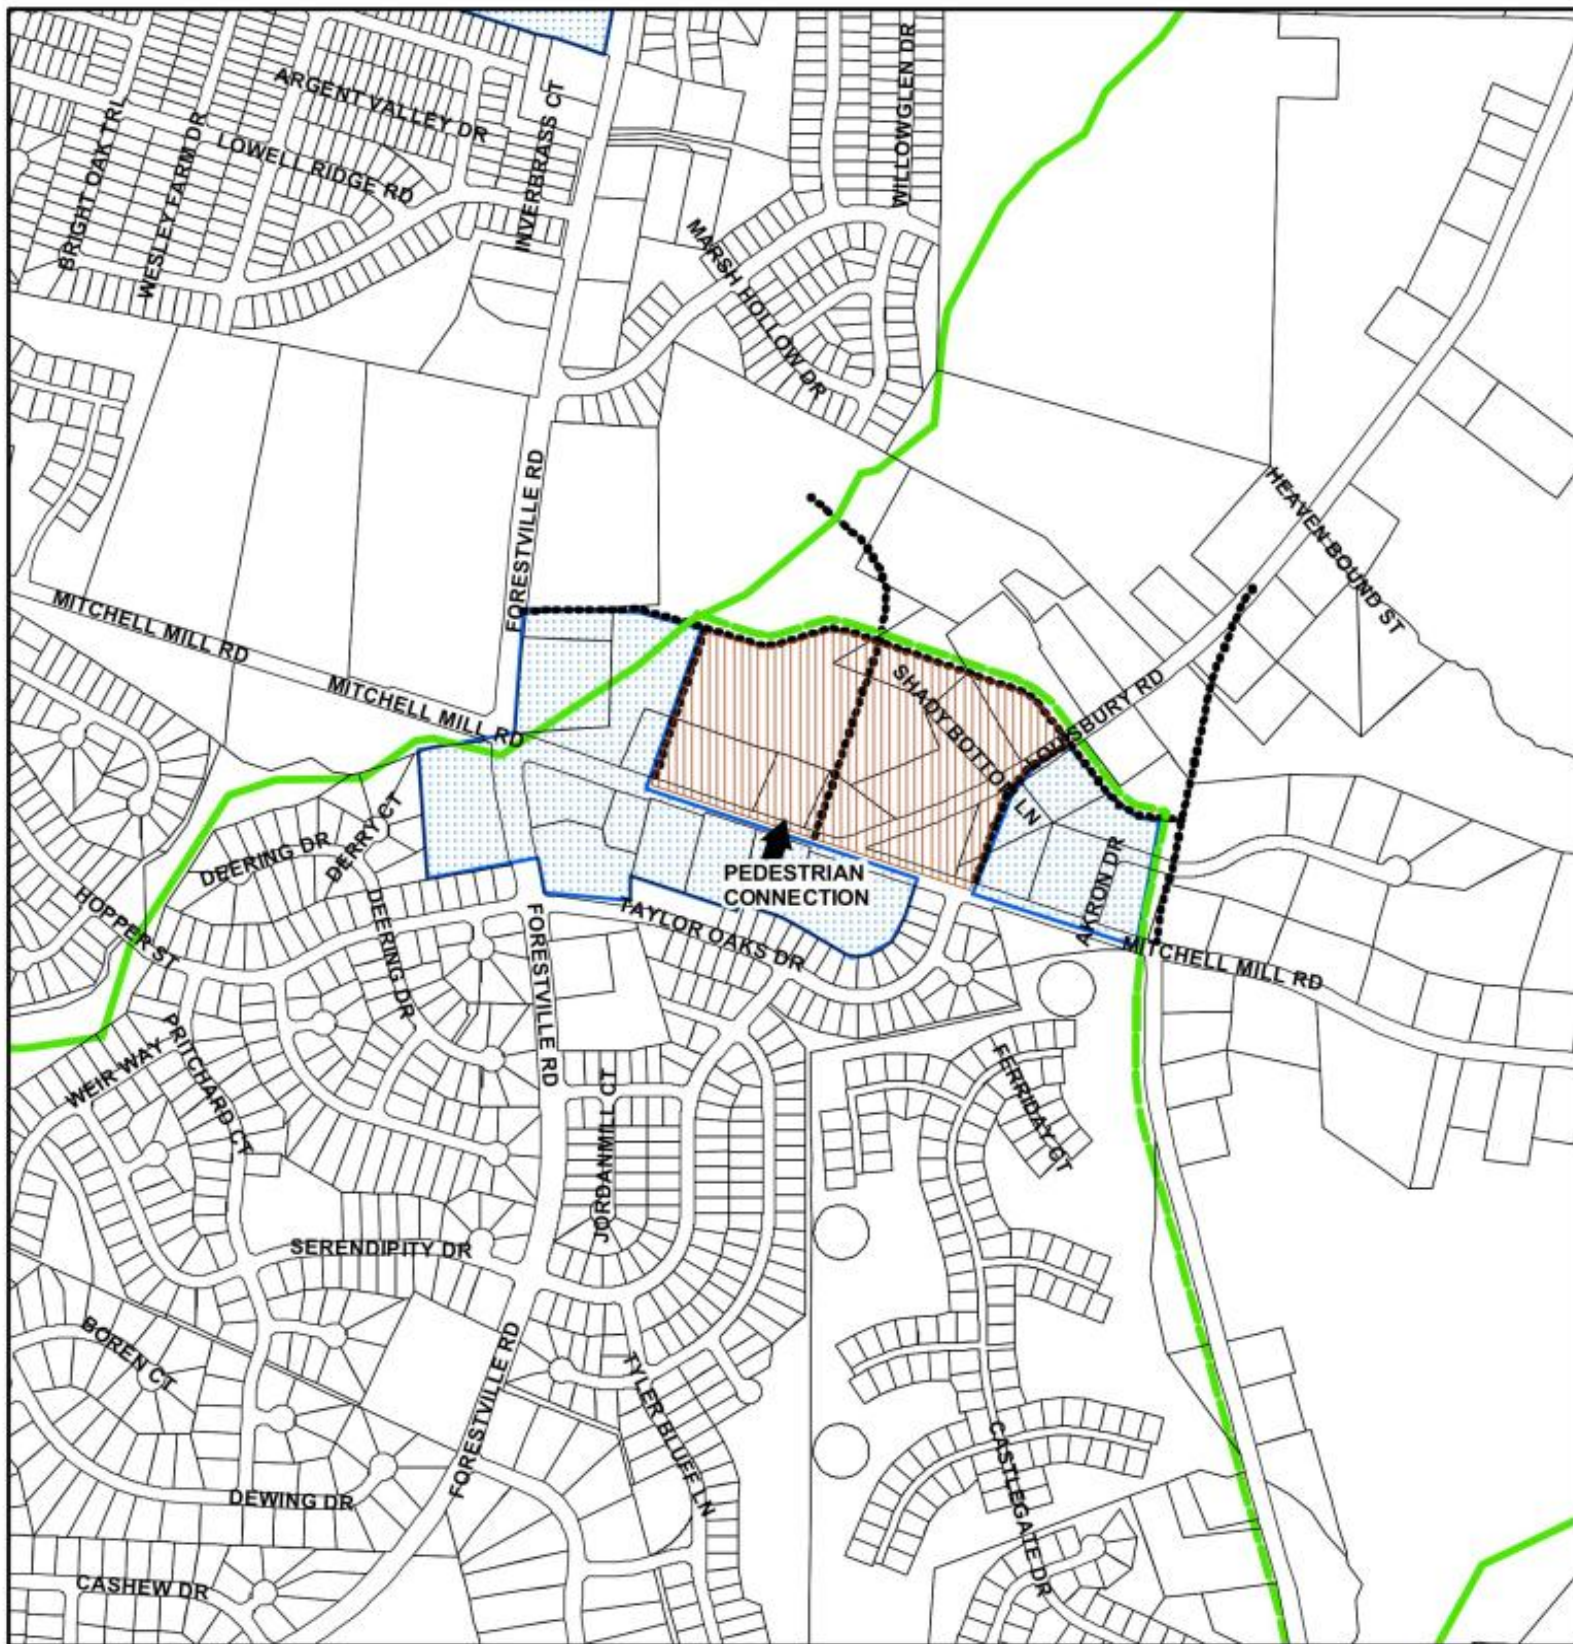 ARGENT VALLEY DR
LOWELL RIDGE RD
BRIGHT OAK TRL
WESLEY FARM DR
INVERBRASS CT
WILLOWGLEN DR
MARSH HOLLOW DR
FORESTVILLE RD
HEAVEN BOUND ST
MITCHELL MILL RD
MITCHELL MILL RD
SHADY BOTTOM LN
LOUISBURY RD
DEERING DR
DERRY CT
PEDESTRIAN
CONNECTION
AKRON DR
HOPPER ST
DEERING DR
TAYLOR OAKS DR
MITCHELL MILL RD
FORESTVILLE RD
WEIR WAY
PRITCHARD CT
JORDANMILL CT
FERRIDAY CT
SERENDIPITY DR
BOREN CT
FORESTVILLE RD
TYLER BLUFF LN
CASTLEGATE DR
DEWING DR
CASHEW DR